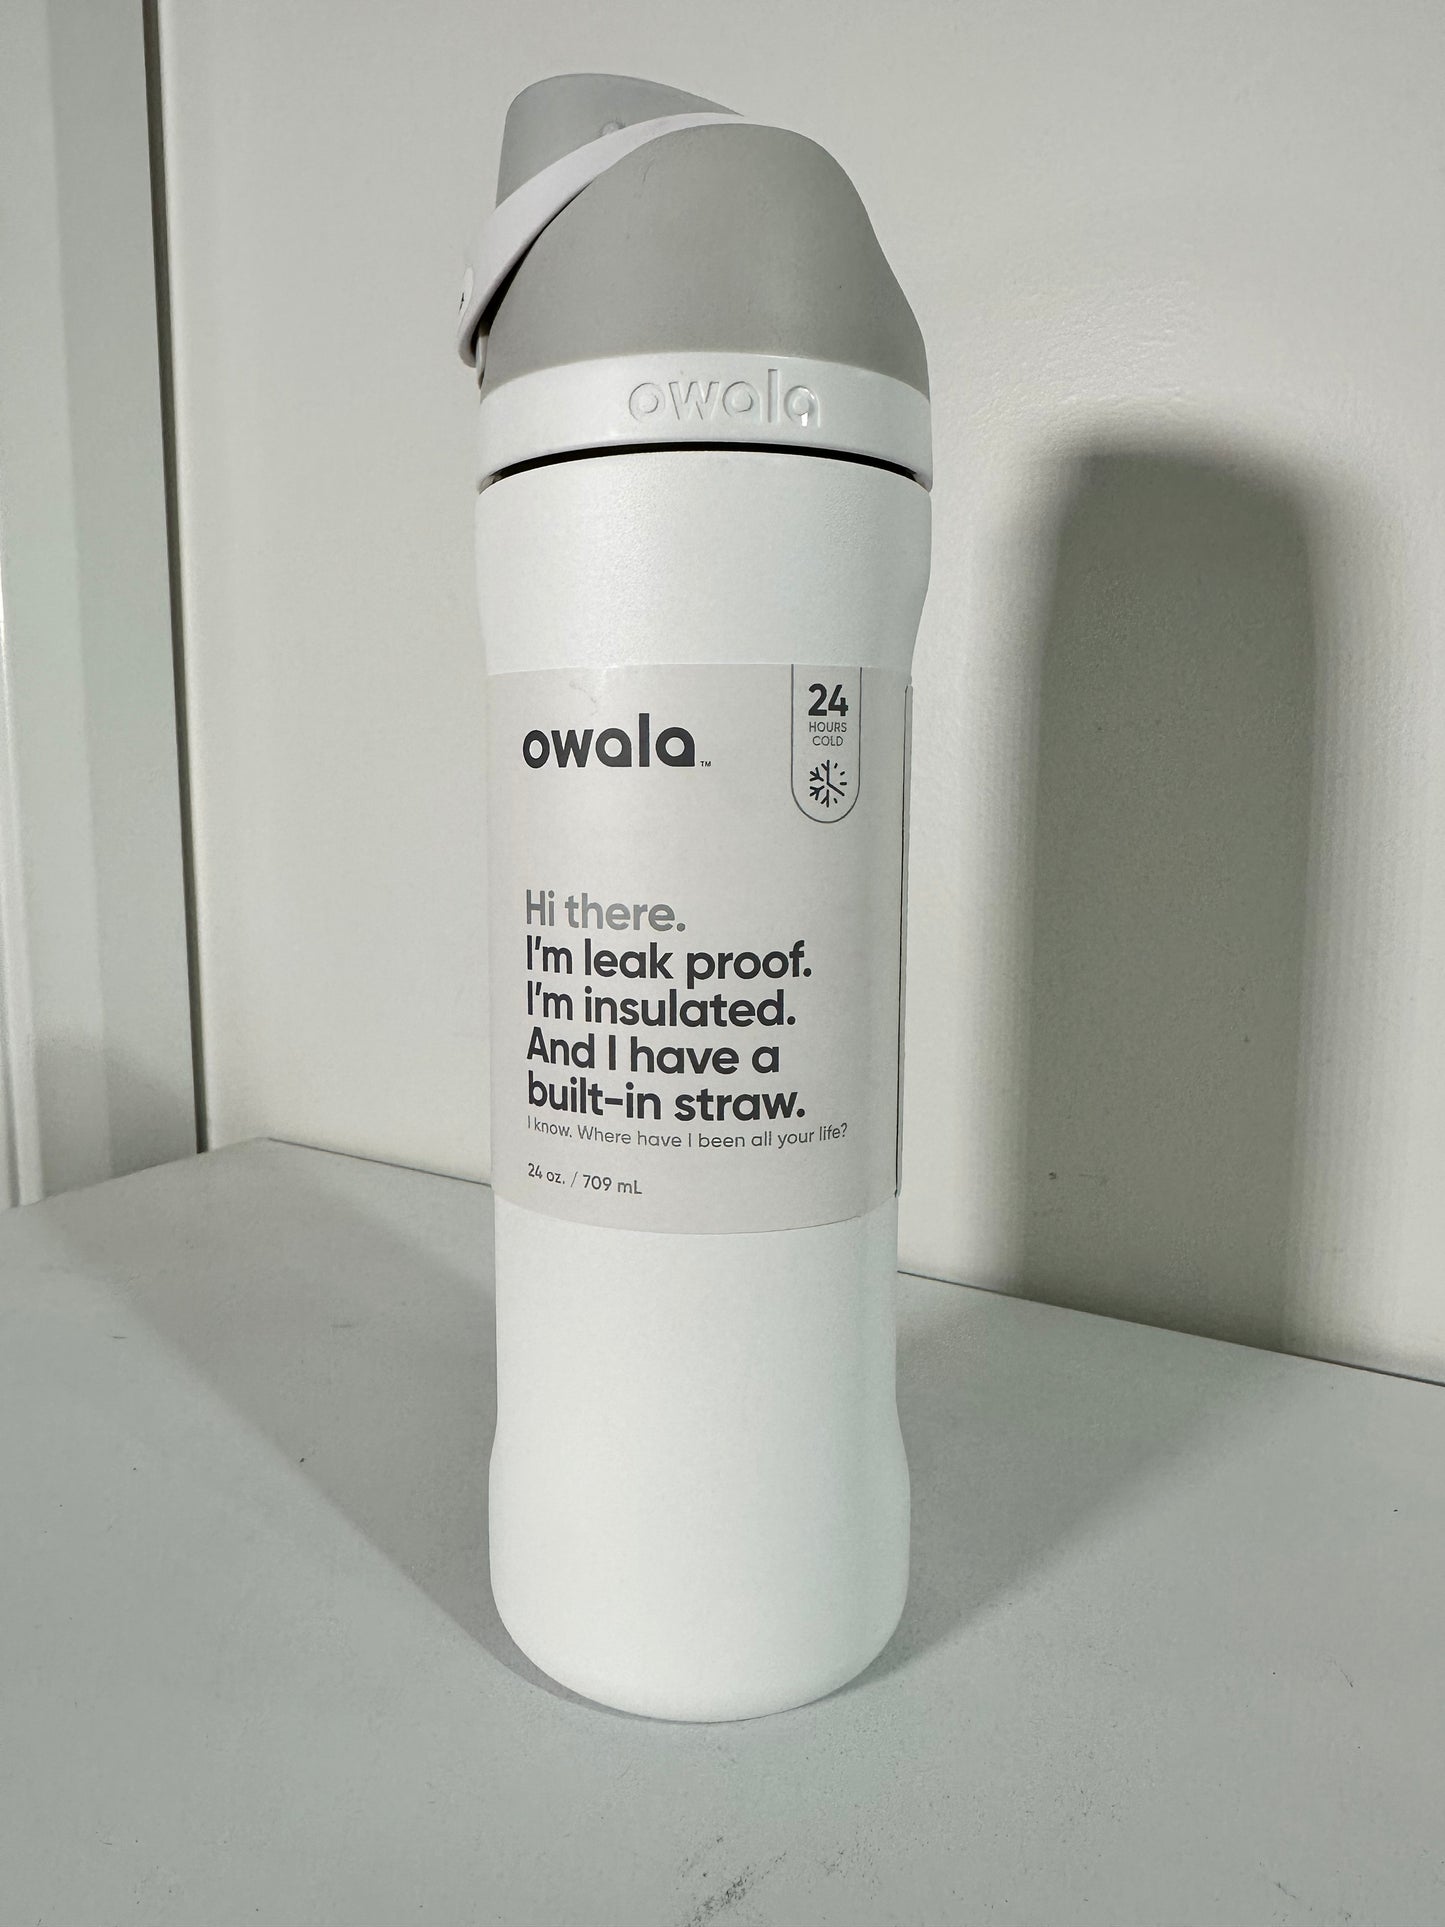 owala
owala™
24
HOURS
COLD
Hi there.
I'm leak proof.
I'm insulated.
And I have a
built-in straw.
I know. Where have I been all your life?
24 oz. / 709 mL